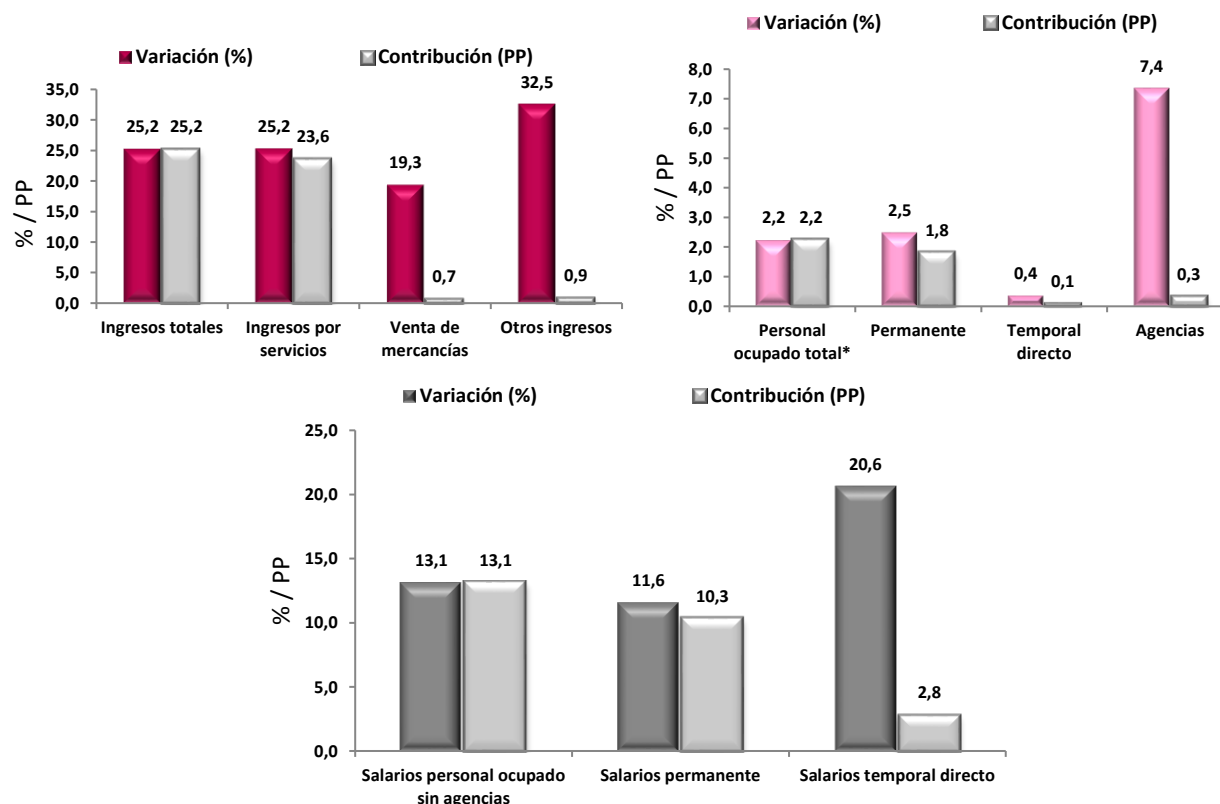 Variación (%) Contribución (PP)
% / PP
35,0
30,0
25,0
20,0
15,0
10,0
5,0
0,0
25,2 25,2 25,2 23,6 19,3 0,7 32,5 0,9
Ingresos totales Ingresos por Venta de Otros ingresos
servicios mercancías
Variación (%) Contribución (PP)
% / PP
8,0
7,0
6,0
5,0
4,0
3,0
2,0
1,0
0,0
2,2 2,2 2,5 1,8 0,4 0,1 7,4 0,3
Personal Permanente Temporal Agencias
ocupado total* directo
Variación (%) Contribución (PP)
% / PP
25,0
20,0
15,0
10,0
5,0
0,0
13,1 13,1 11,6 10,3 20,6 2,8
Salarios personal ocupado Salarios permanente Salarios temporal directo
sin agencias